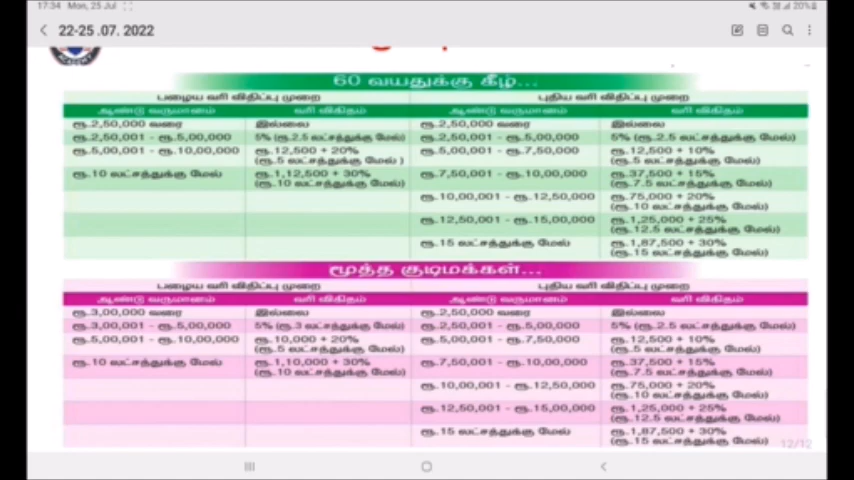 17:34 Mon, 25 Jul
20%
22-25 .07. 2022
60 வயதுக்கு கீழ்...
பழைய வரி விதிப்பு முறை புதிய வரி விதிப்பு முறை
ஆண்டு வருமானம் வரி விகிதம் ஆண்டு வருமானம் வரி விகிதம்
ரூ.2,50,000 வரை இல்லை ரூ.2,50,000 வரை இல்லை
ரூ.2,50,001 - ரூ.5,00,000 5% (ரூ.2.5 லட்சத்துக்கு மேல்) ரூ.2,50,001 - ரூ.5,00,000 5% (ரூ.2.5 லட்சத்துக்கு மேல்)
ரூ.5,00,001 - ரூ.10,00,000 ரூ.12,500 + 20% ரூ.5,00,001 - ரூ.7,50,000 ரூ.12,500 + 10%
(ரூ.5 லட்சத்துக்கு மேல் ) (ரூ.5 லட்சத்துக்கு மேல்)
ரூ.10 லட்சத்துக்கு மேல் ரூ.1,12,500 + 30% ரூ.7,50,001 - ரூ.10,00,000 ரூ.37,500 + 15%
(ரூ.10 லட்சத்துக்கு மேல்) (ரூ.7.5 லட்சத்துக்கு மேல்)
ரூ.10,00,001 - ரூ.12,50,000 ரூ.75,000 + 20%
(ரூ.10 லட்சத்துக்கு மேல்)
ரூ.12,50,001 - ரூ.15,00,000 ரூ.1,25,000 + 25%
(ரூ.12.5 லட்சத்துக்கு மேல்)
ரூ.15 லட்சத்துக்கு மேல் ரூ.1,87,500 + 30%
(ரூ.15 லட்சத்துக்கு மேல்)
மூத்த குடிமக்கள்...
பழைய வரி விதிப்பு முறை புதிய வரி விதிப்பு முறை
ஆண்டு வருமானம் வரி விகிதம் ஆண்டு வருமானம் வரி விகிதம்
ரூ.3,00,000 வரை இல்லை ரூ.2,50,000 வரை இல்லை
ரூ.3,00,001 - ரூ.5,00,000 5% (ரூ.3 லட்சத்துக்கு மேல்) ரூ.2,50,001 - ரூ.5,00,000 5% (ரூ.2.5 லட்சத்துக்கு மேல்)
ரூ.5,00,001 - ரூ.10,00,000 ரூ.10,000 + 20% ரூ.5,00,001 - ரூ.7,50,000 ரூ.12,500 + 10%
(ரூ.5 லட்சத்துக்கு மேல்) (ரூ.5 லட்சத்துக்கு மேல்)
ரூ.10 லட்சத்துக்கு மேல் ரூ.1,10,000 + 30% ரூ.7,50,001 - ரூ.10,00,000 ரூ.37,500 + 15%
(ரூ.10 லட்சத்துக்கு மேல்) (ரூ.7.5 லட்சத்துக்கு மேல்)
ரூ.10,00,001 - ரூ.12,50,000 ரூ.75,000 + 20%
(ரூ.10 லட்சத்துக்கு மேல்)
ரூ.12,50,001 - ரூ.15,00,000 ரூ.1,25,000 + 25%
(ரூ.12.5 லட்சத்துக்கு மேல்)
ரூ.15 லட்சத்துக்கு மேல் ரூ.1,87,500 + 30%
(ரூ.15 லட்சத்துக்கு மேல்)
12/12